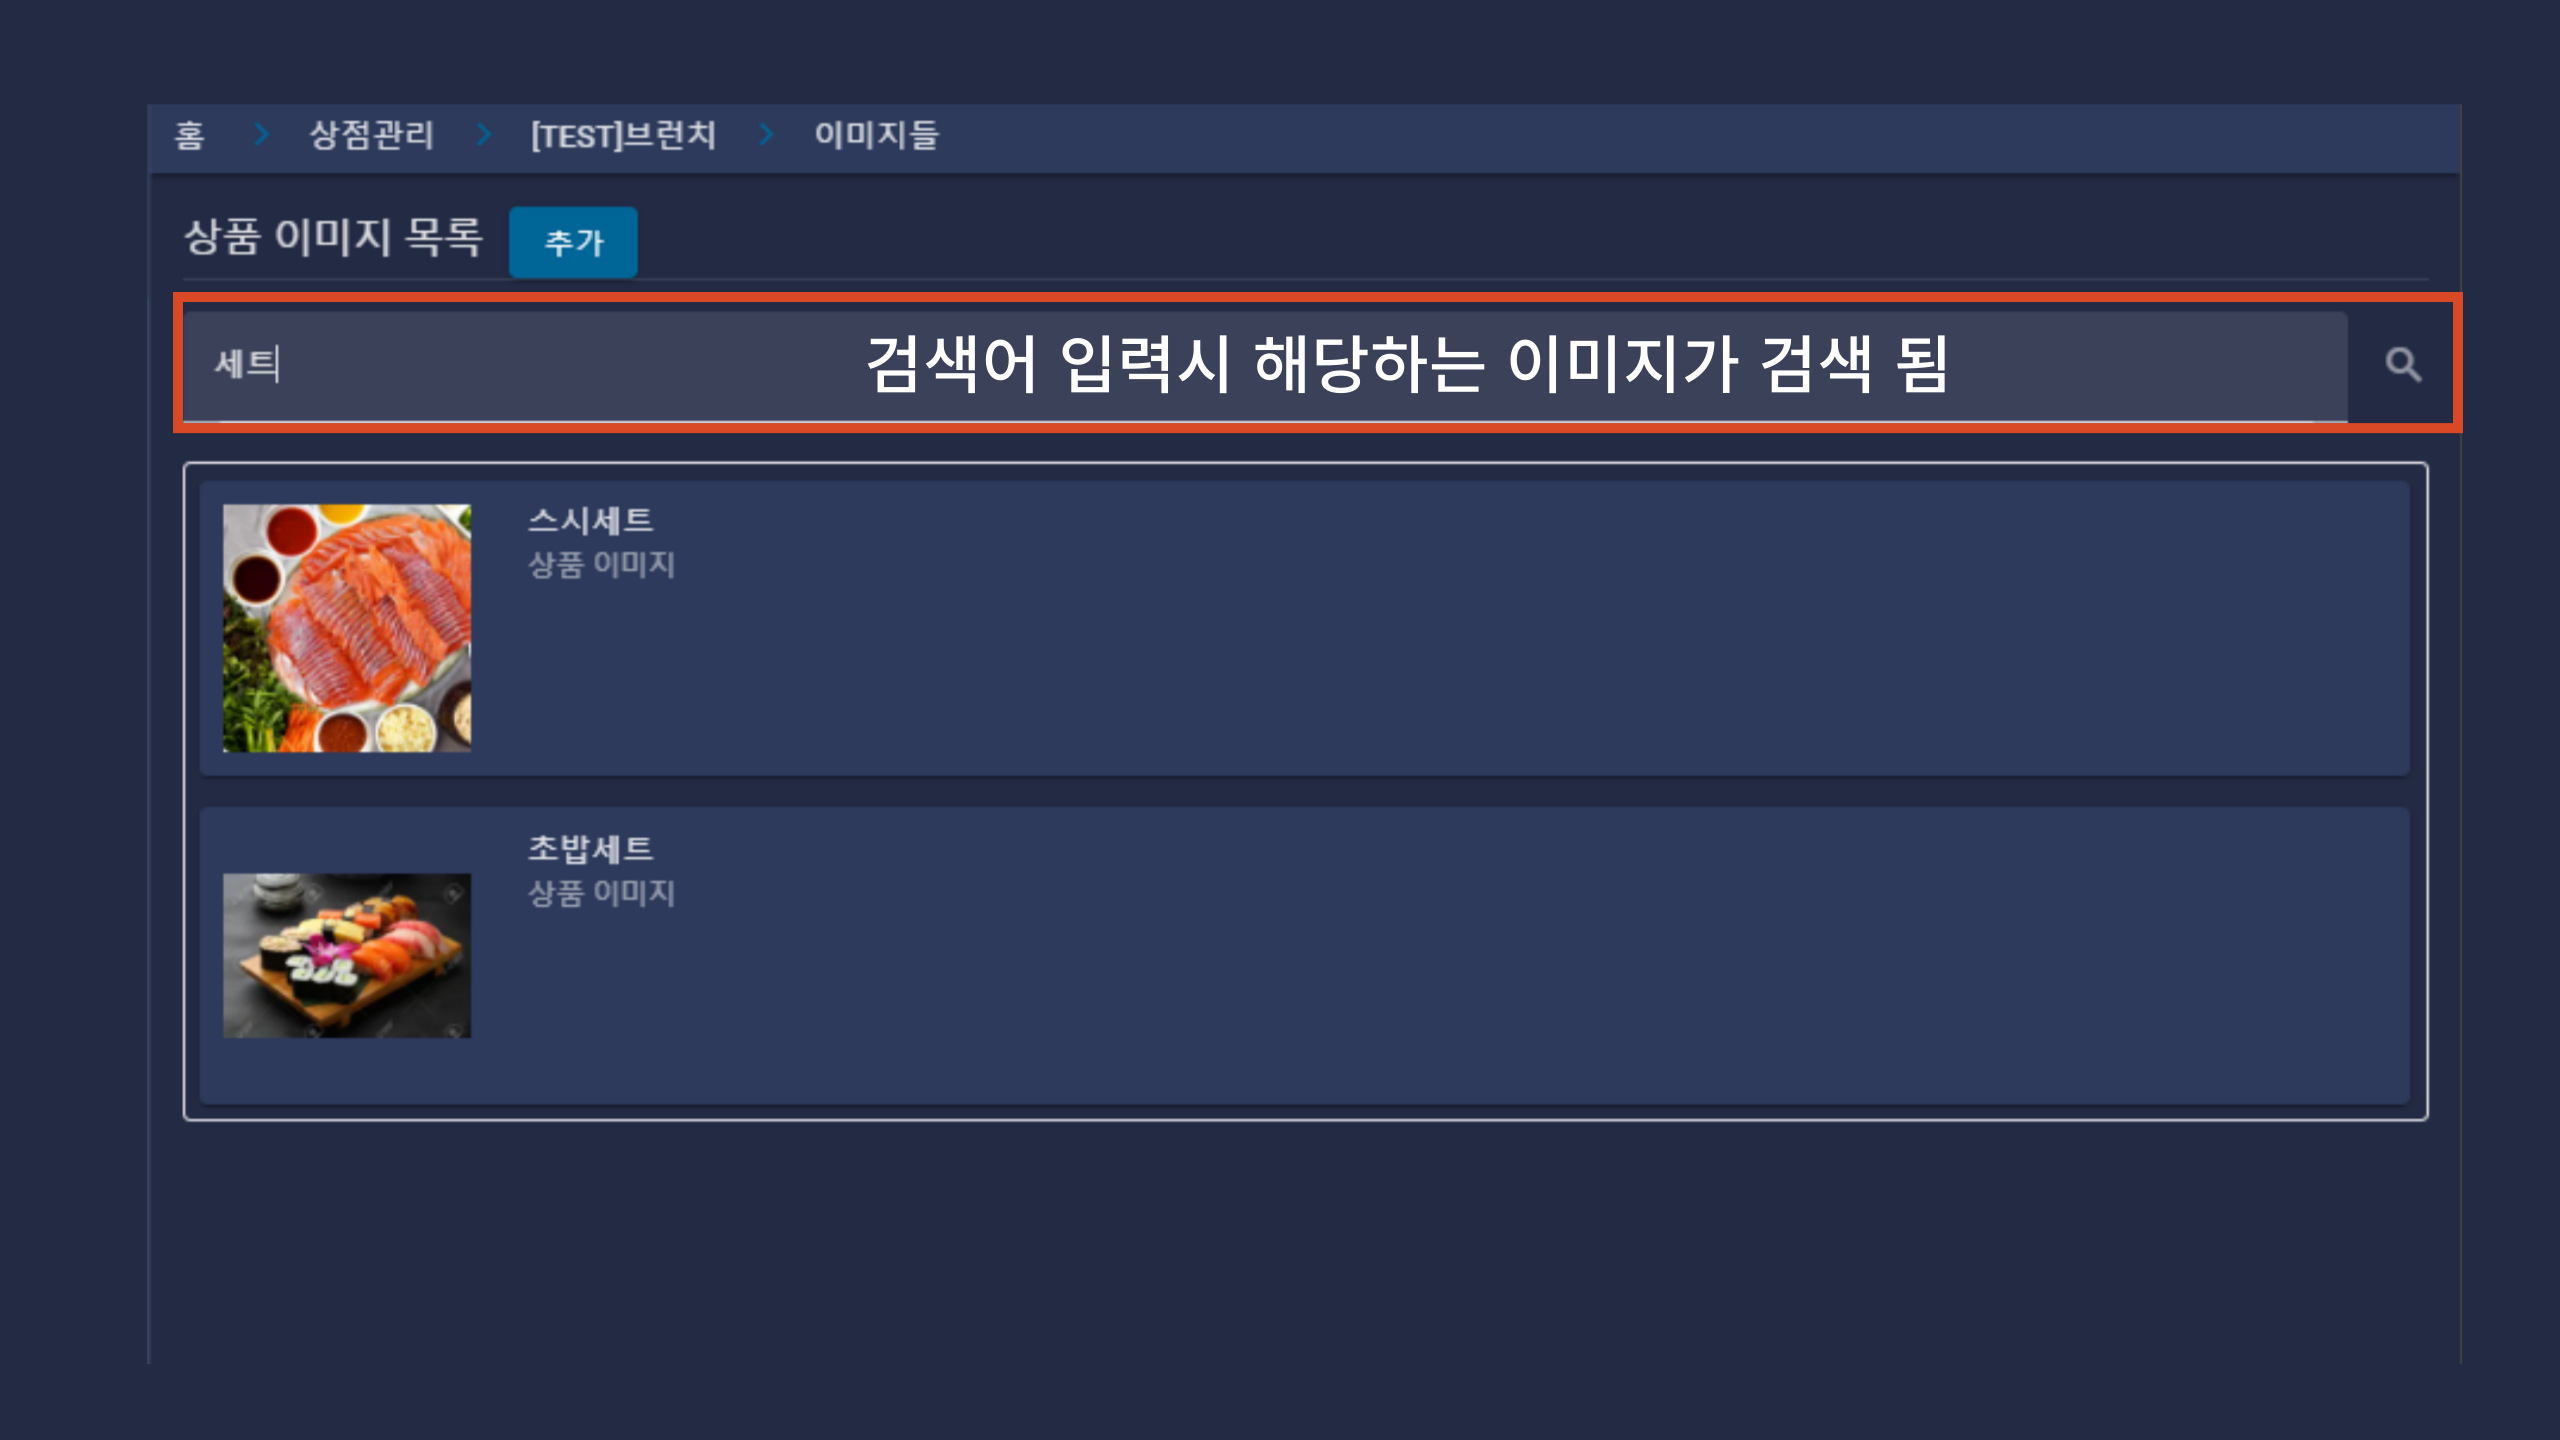 홈 > 상점관리 > [TEST]브런치 > 이미지들
상품 이미지 목록 추가
세트 검색어 입력시 해당하는 이미지가 검색 됨
스시세트
상품 이미지
초밥세트
상품 이미지